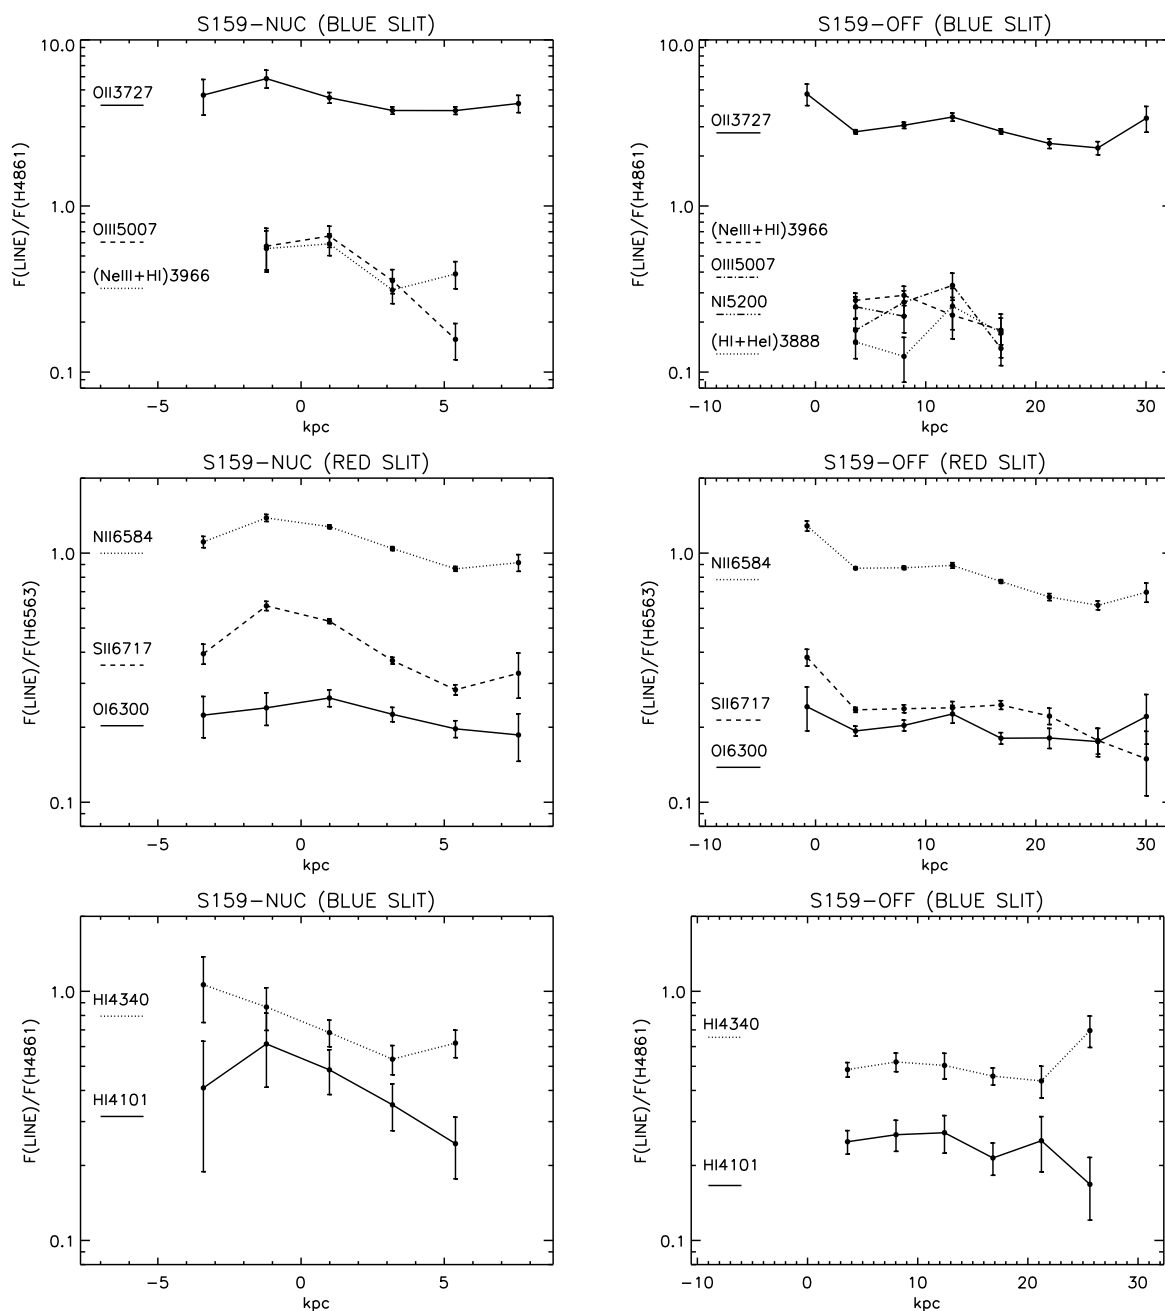 S159-NUC (BLUE SLIT)
10.0
1.0
0.1
F(LINE)/F(H4861)
OII3727
OIII5007
(NeIII+HI)3966
-5
0
5
kpc
S159-OFF (BLUE SLIT)
10.0
1.0
0.1
F(LINE)/F(H4861)
OII3727
(NeIII+HI)3966
OIII5007
NI5200
(HI+HeI)3888
-10
0
10
20
30
kpc
S159-NUC (RED SLIT)
1.0
0.1
F(LINE)/F(H6563)
NII6584
SII6717
OI6300
-5
0
5
kpc
S159-OFF (RED SLIT)
1.0
0.1
F(LINE)/F(H6563)
NII6584
SII6717
OI6300
-10
0
10
20
30
kpc
S159-NUC (BLUE SLIT)
1.0
0.1
F(LINE)/F(H4861)
HI4340
HI4101
-5
0
5
kpc
S159-OFF (BLUE SLIT)
1.0
0.1
F(LINE)/F(H4861)
HI4340
HI4101
-10
0
10
20
30
kpc